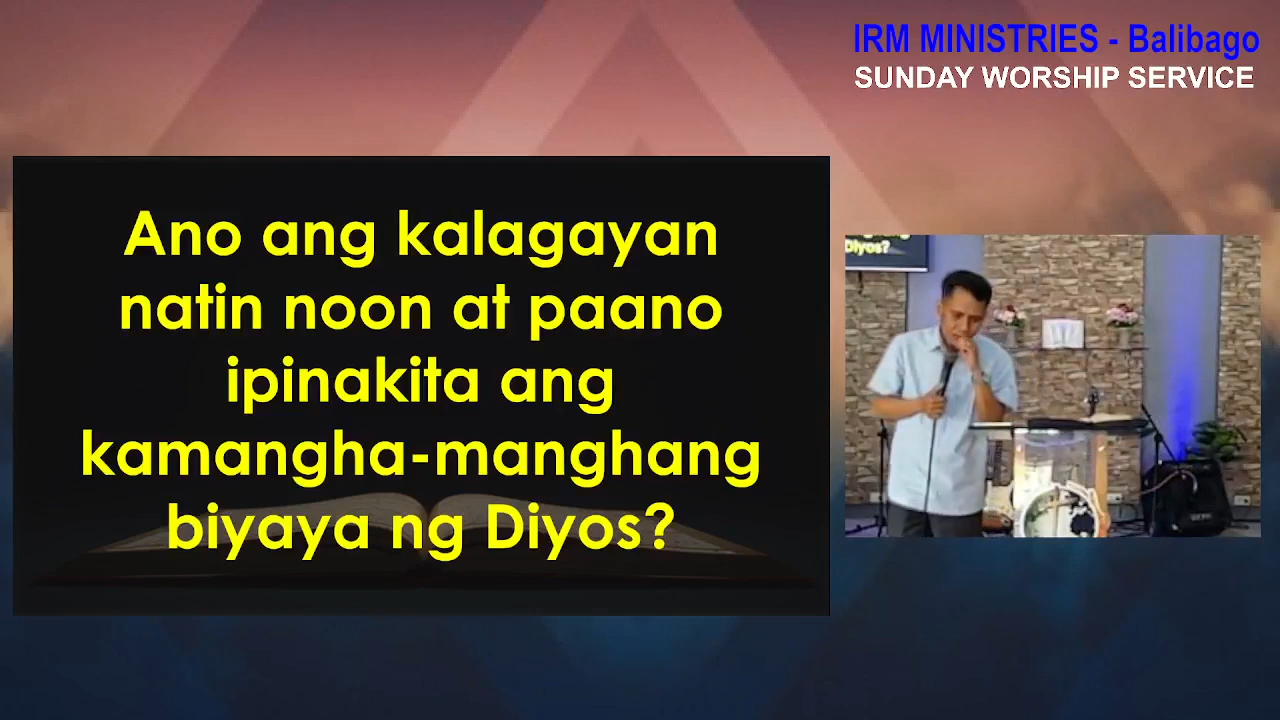 IRM MINISTRIES - Balibago
SUNDAY WORSHIP SERVICE
Ano ang kalagayan
natin noon at paano
ipinakita ang
kamangha-manghang
biyaya ng Diyos?
Diyos?